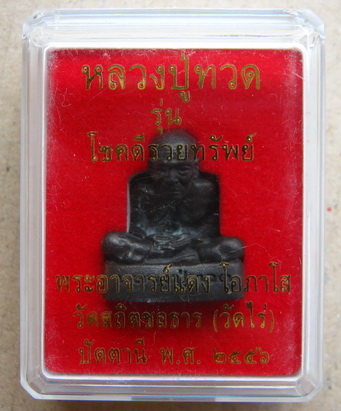 หลวงปู่ทวด
รุ่น
โชคดีรวยทรัพย์
พระอาจารย์แดง โอภาโส
วัดสถิตชลธาร (วัดไร่)
ปัตตานี พ.ศ. ๒๕๕๖